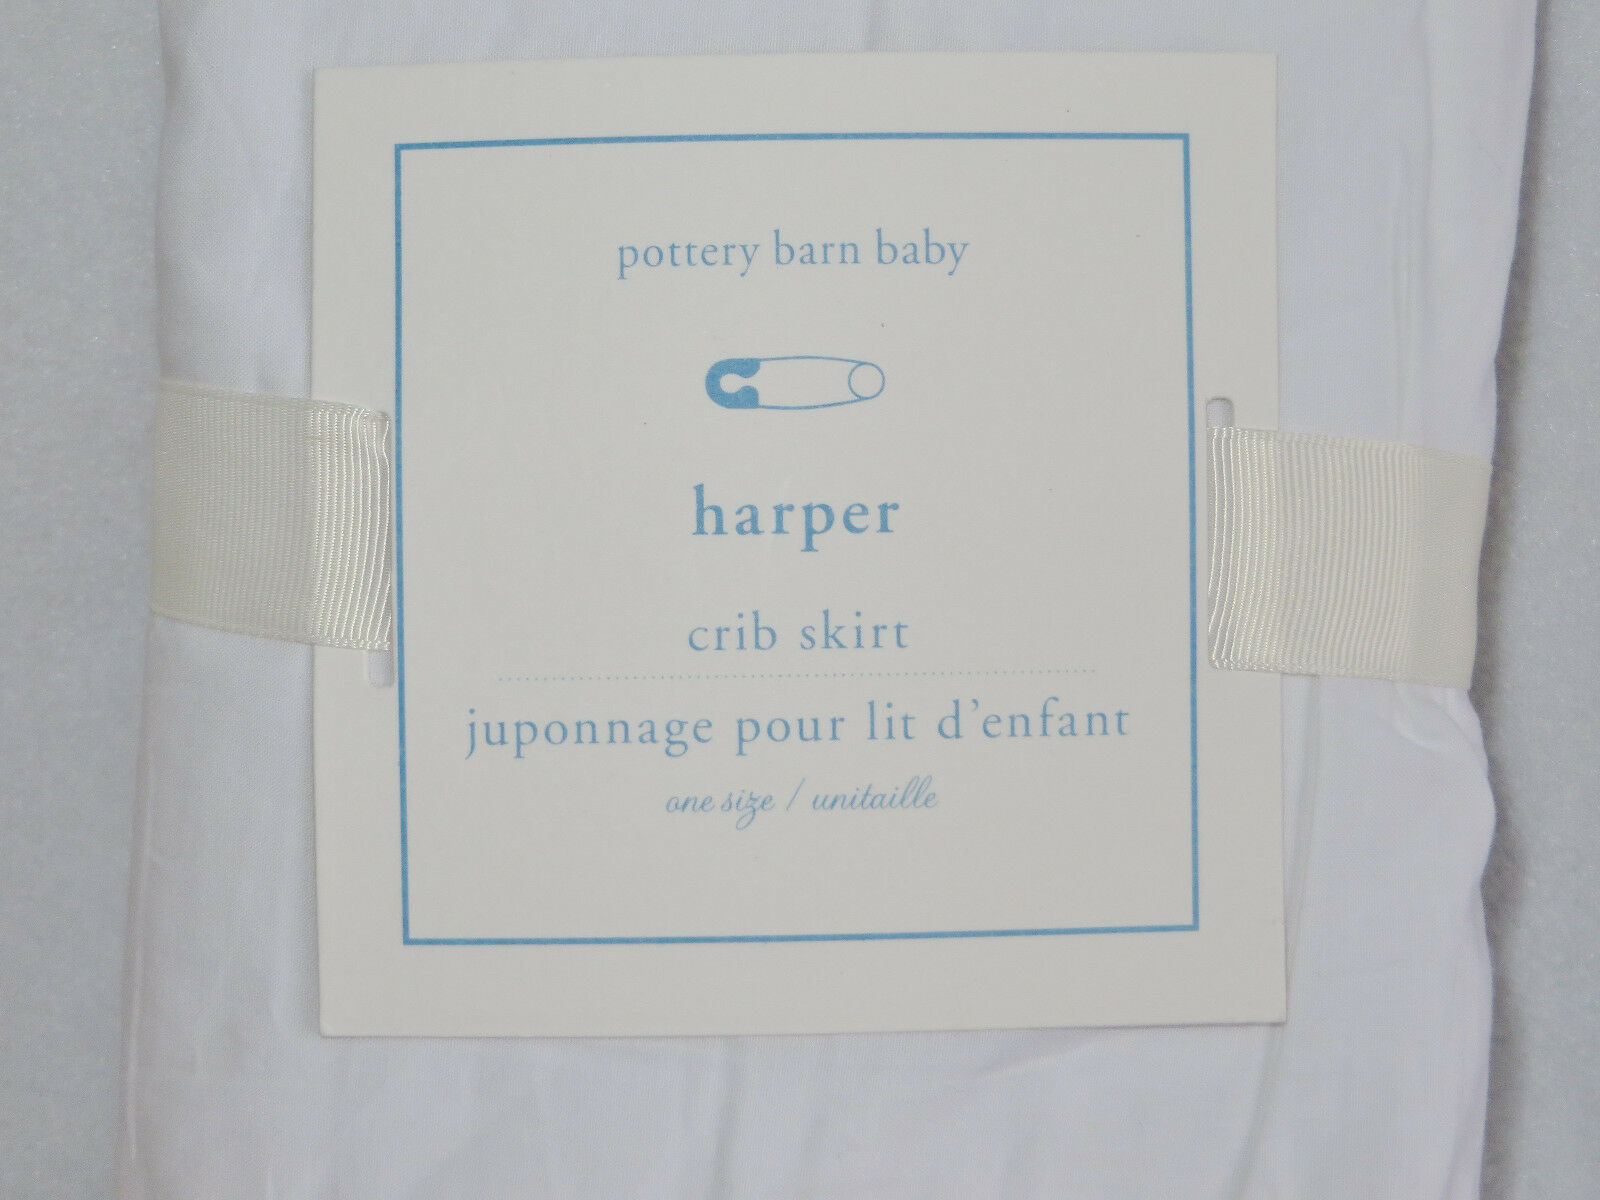 pottery barn baby
harper
crib skirt
juponnage pour lit d'enfant
one size / unitaille